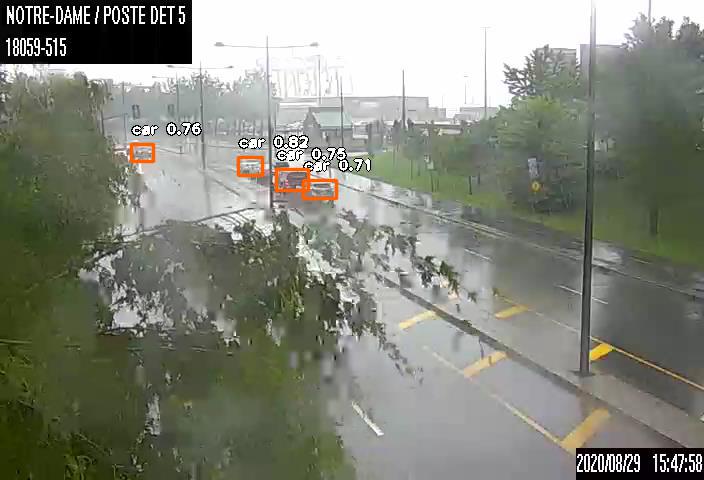 NOTRE-DAME / POSTE DET 5
18059-515
car 0.76
car 0.82
car 0.75
car 0.71
2020/08/29 15:47:58